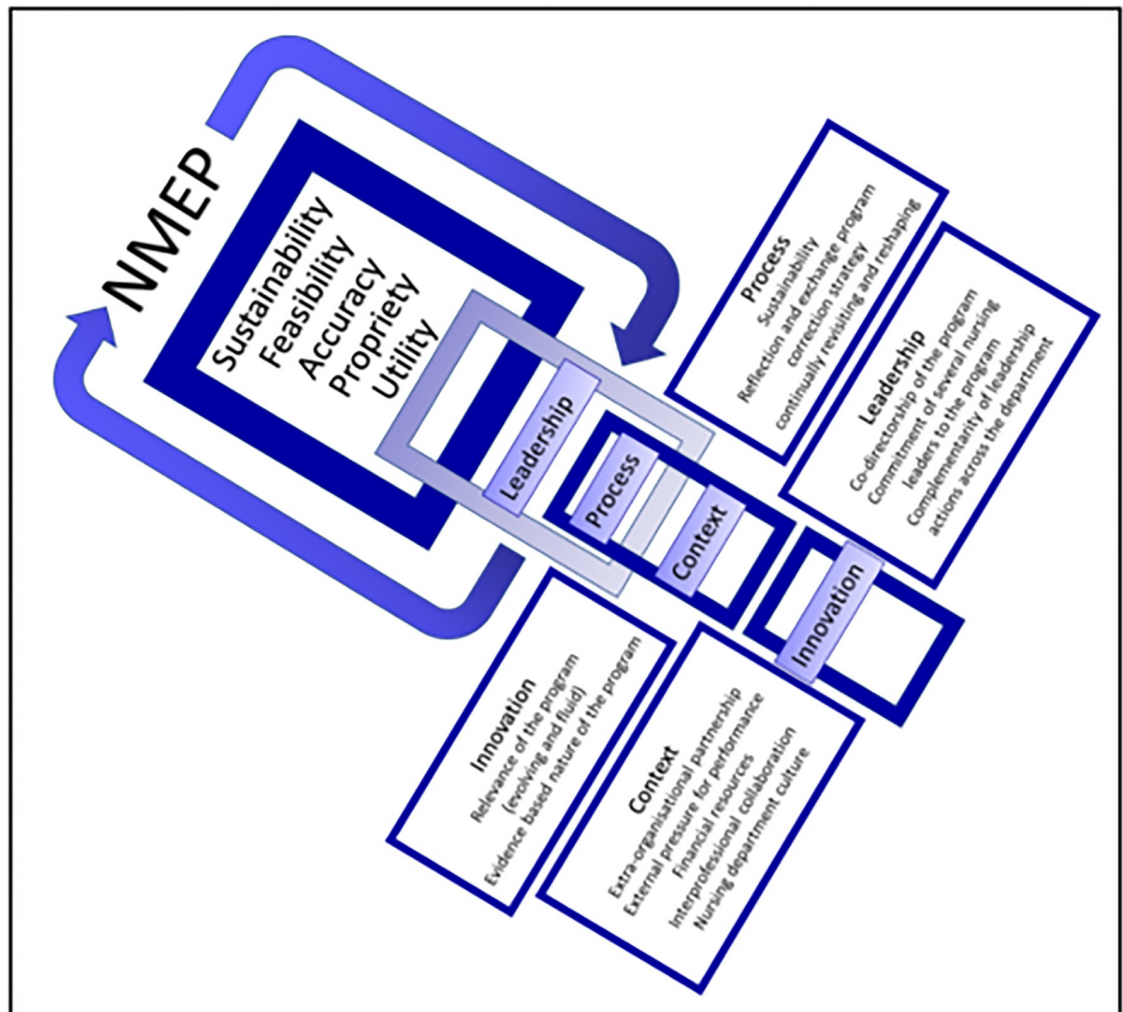 NMEP
Sustainability
Feasibility
Accuracy
Propriety
Utility
Leadership
Process
Context
Innovation
Process
Sustainability
Reflection and exchange program
correction strategy
continually revisiting and reshaping
Leadership
Co-directorship of the program
Commitment of several nursing
leaders to the program
Complementarity of leadership
actions across the department
Innovation
Relevance of the program
(evolving and fluid)
Evidence based nature of the program
Context
Extra-organisational partnership
External pressure for performance
Financial resources
Interprofessional collaboration
Nursing department culture